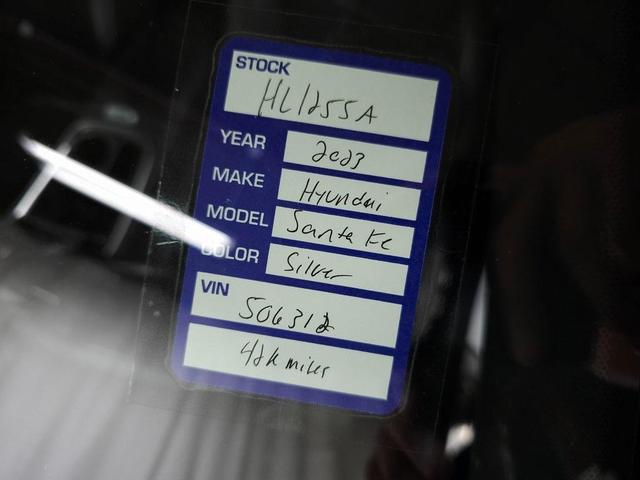 STOCK
HL1255A
YEAR 2023
MAKE Hyundai
MODEL Santa Fe
COLOR Silver
VIN
506312
42k miles